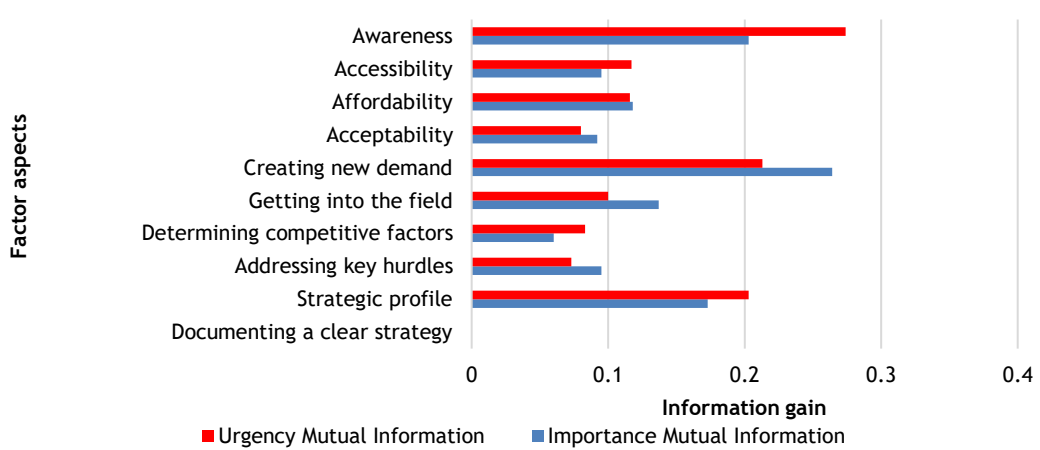 Factor aspects
Awareness
Accessibility
Affordability
Acceptability
Creating new demand
Getting into the field
Determining competitive factors
Addressing key hurdles
Strategic profile
Documenting a clear strategy
0 0.1 0.2 0.3 0.4
Information gain
Urgency Mutual Information Importance Mutual Information